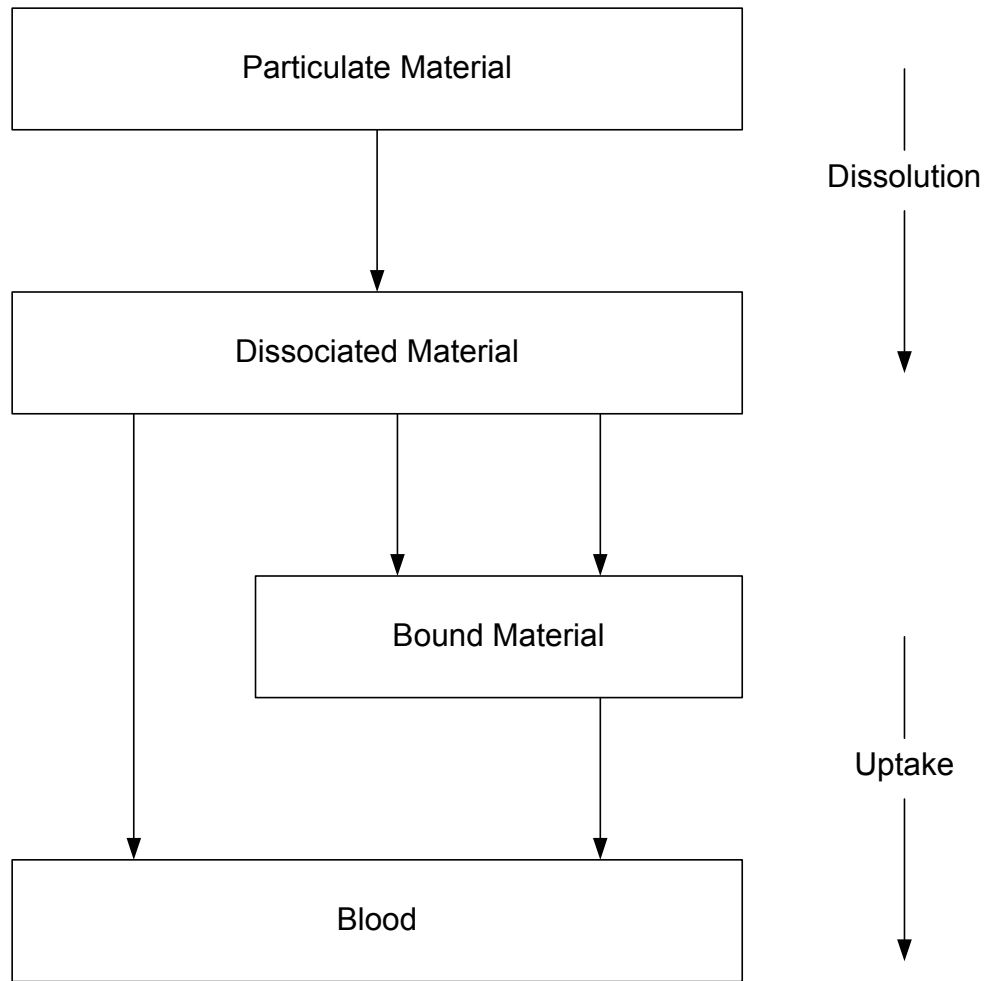 Particulate Material
Dissolution
Dissociated Material
Bound Material
Uptake
Blood